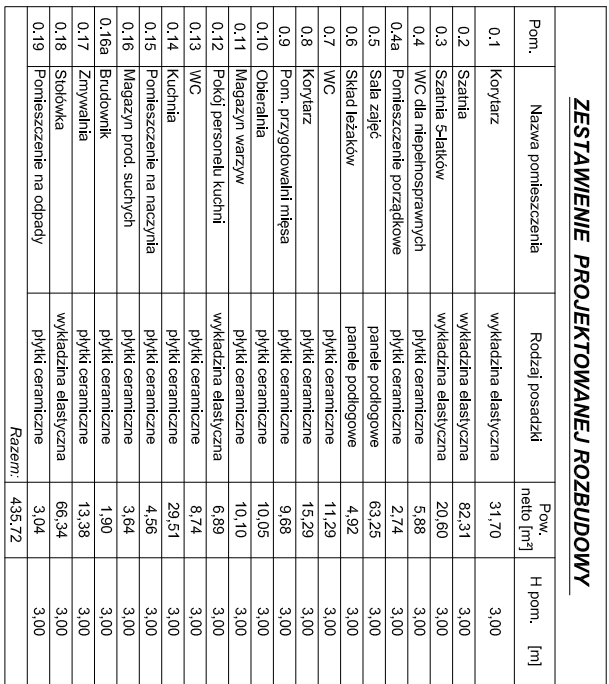 ZESTAWIENIE PROJEKTOWANEJ ROZBUDOWY
Pom. Nazwa pomieszczenia Rodzaj posadzki Pow. netto [m²] H pom. [m]
0.1 Korytarz wykładzina elastyczna 31,70 3,00
0.2 Szatnia wykładzina elastyczna 82,31 3,00
0.3 Szatnia 5-latków wykładzina elastyczna 20,60 3,00
0.4 WC dla niepełnosprawnych płytki ceramiczne 5,88 3,00
0.4a Pomieszczenie porządkowe płytki ceramiczne 2,74 3,00
0.5 Sala zajęć panele podłogowe 63,25 3,00
0.6 Skład leżaków panele podłogowe 4,92 3,00
0.7 WC płytki ceramiczne 11,29 3,00
0.8 Korytarz płytki ceramiczne 15,29 3,00
0.9 Pom. przygotowalni mięsa płytki ceramiczne 9,68 3,00
0.10 Obieralnia płytki ceramiczne 10,05 3,00
0.11 Magazyn warzyw płytki ceramiczne 10,10 3,00
0.12 Pokój personelu kuchni wykładzina elastyczna 6,89 3,00
0.13 WC płytki ceramiczne 8,74 3,00
0.14 Kuchnia płytki ceramiczne 29,51 3,00
0.15 Pomieszczenie na naczynia płytki ceramiczne 4,56 3,00
0.16 Magazyn prod. suchych płytki ceramiczne 3,64 3,00
0.16a Brudownik płytki ceramiczne 1,90 3,00
0.17 Zmywalnia płytki ceramiczne 13,38 3,00
0.18 Stołówka wykładzina elastyczna 66,34 3,00
0.19 Pomieszczenie na odpady płytki ceramiczne 3,04 3,00
Razem: 435,72